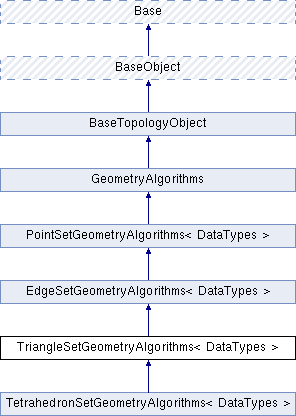 Base
BaseObject
BaseTopologyObject
GeometryAlgorithms
PointSetGeometryAlgorithms< DataTypes >
EdgeSetGeometryAlgorithms< DataTypes >
TriangleSetGeometryAlgorithms< DataTypes >
TetrahedronSetGeometryAlgorithms< DataTypes >